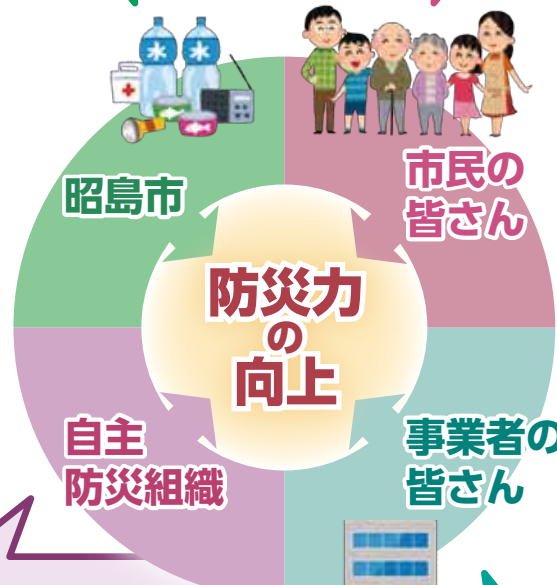 水 水
昭島市
市民の
皆さん
防災力
の
向上
自主
防災組織
事業者の
皆さん